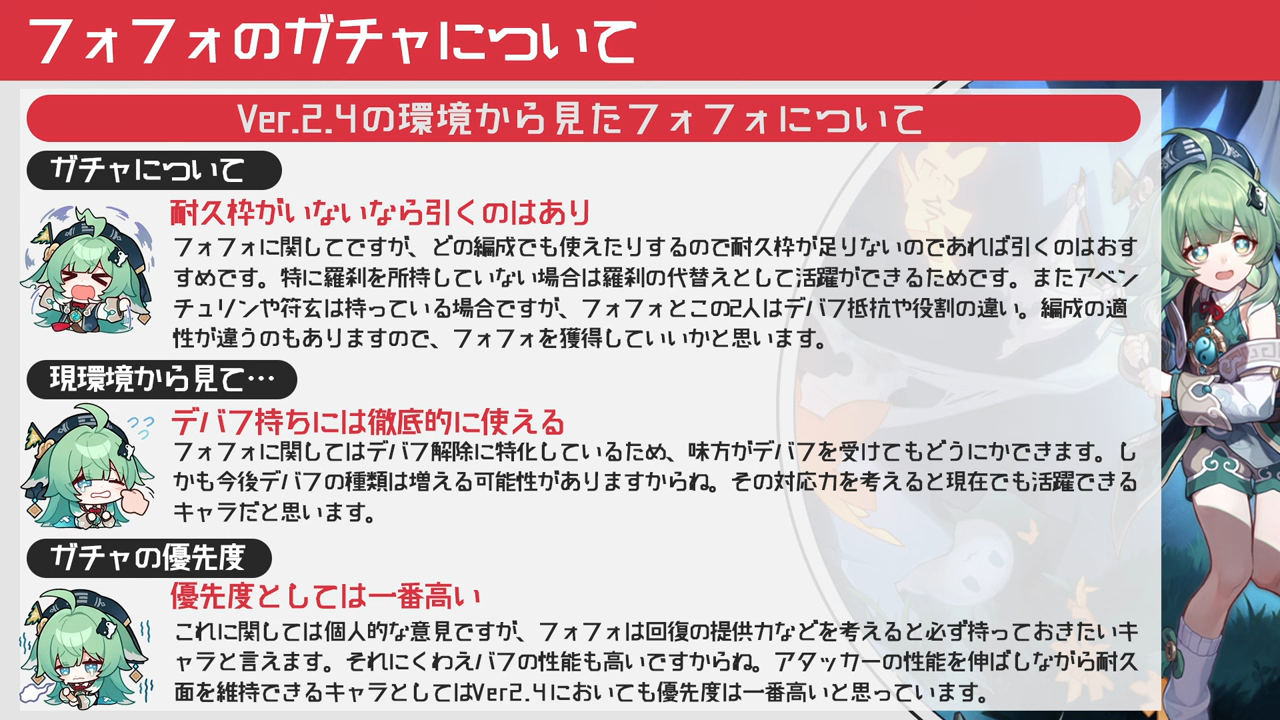 フォフォのガチャについて
Ver.2.4の環境から見たフォフォについて
ガチャについて
耐久枠がいないなら引くのはあり
フォフォに関してですが、どの編成でも使えたりするので耐久枠が足りないのであれば引くのはおす
すめです。特に羅刹を所持していない場合は羅刹の代替えとして活躍ができるためです。またアベン
チュリンや符玄は持っている場合ですが、フォフォとこの2人はデバフ抵抗や役割の違い。編成の適
性が違うのもありますので、フォフォを獲得していいかと思います。
現環境から見て…
デバフ持ちには徹底的に使える
フォフォに関してはデバフ解除に特化しているため、味方がデバフを受けてもどうにかできます。し
かも今後デバフの種類は増える可能性がありますからね。その対応力を考えると現在でも活躍できる
キャラだと思います。
ガチャの優先度
優先度としては一番高い
これに関しては個人的な意見ですが、フォフォは回復の提供力などを考えると必ず持っておきたいキ
ャラと言えます。それにくわえバフの性能も高いですからね。アタッカーの性能を伸ばしながら耐久
面を維持できるキャラとしてはVer2.4においても優先度は一番高いと思っています。